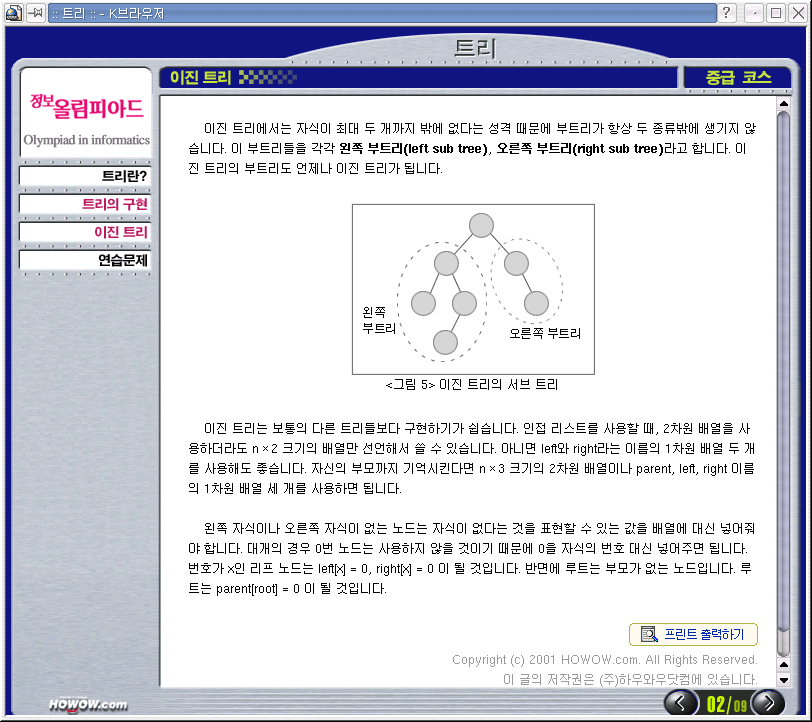 :: 트리 :: - K브라우저
트리
이진 트리
중급 코스
정보올림피아드
Olympiad in informatics
트리란?
트리의 구현
이진 트리
연습문제
이진 트리에서는 자식이 최대 두 개까지 밖에 없다는 성격 때문에 부트리가 항상 두 종류밖에 생기지 않
습니다. 이 부트리들을 각각 왼쪽 부트리(left sub tree), 오른쪽 부트리(right sub tree)라고 합니다. 이
진 트리의 부트리도 언제나 이진 트리가 됩니다.
왼쪽
부트리
오른쪽 부트리
<그림 5> 이진 트리의 서브 트리
이진 트리는 보통의 다른 트리들보다 구현하기가 쉽습니다. 인접 리스트를 사용할 때, 2차원 배열을 사
용하더라도 n×2 크기의 배열만 선언해서 쓸 수 있습니다. 아니면 left와 right라는 이름의 1차원 배열 두 개
를 사용해도 좋습니다. 자신의 부모까지 기억시킨다면 n×3 크기의 2차원 배열이나 parent, left, right 이름
의 1차원 배열 세 개를 사용하면 됩니다.
왼쪽 자식이나 오른쪽 자식이 없는 노드는 자식이 없다는 것을 표현할 수 있는 값을 배열에 대신 넣어줘
야 합니다. 대개의 경우 0번 노드는 사용하지 않을 것이기 때문에 0을 자식의 번호 대신 넣어주면 됩니다.
번호가 x인 리프 노드는 left[x] = 0, right[x] = 0 이 될 것입니다. 반면에 루트는 부모가 없는 노드입니다. 루
트는 parent[root] = 0 이 될 것입니다.
프린트 출력하기
Copyright (c) 2001 HOWOW.com. All Rights Reserved.
이 글의 저작권은 (주)하우와우닷컴에 있습니다.
HOWOW.com
02/09